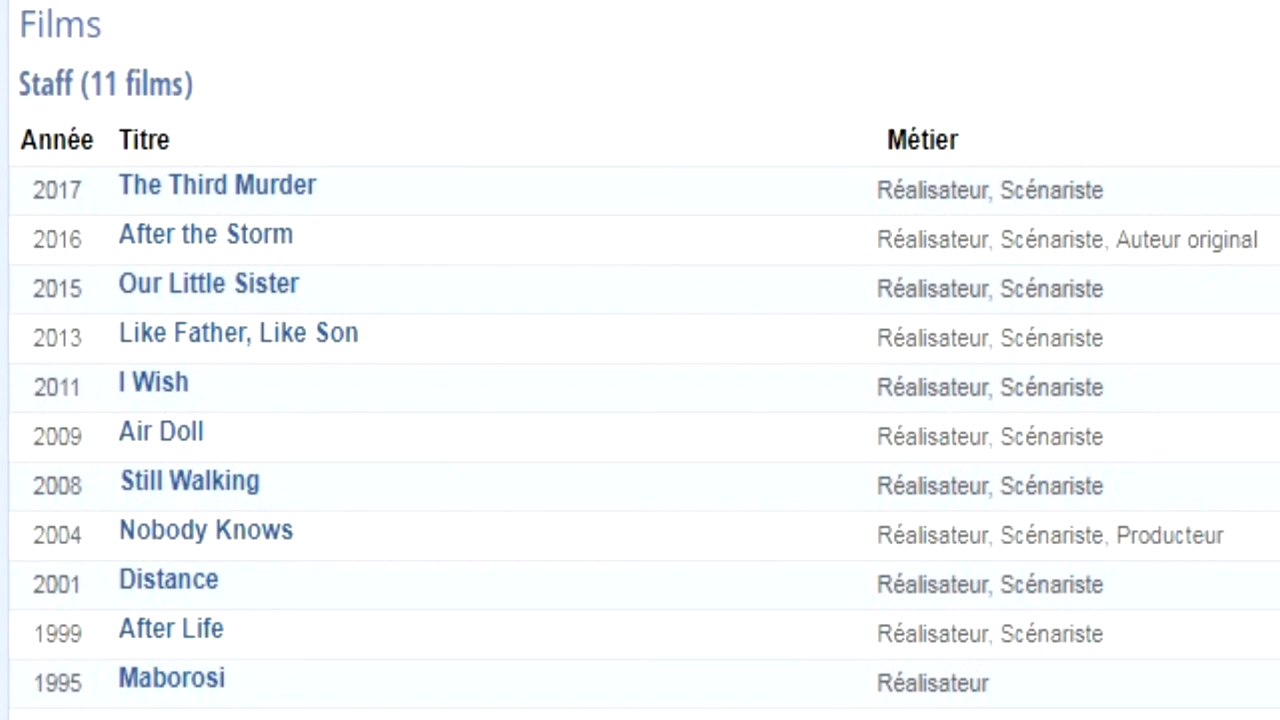 Films
Staff (11 films)
Année Titre Métier
2017 The Third Murder Réalisateur, Scénariste
2016 After the Storm Réalisateur, Scénariste, Auteur original
2015 Our Little Sister Réalisateur, Scénariste
2013 Like Father, Like Son Réalisateur, Scénariste
2011 I Wish Réalisateur, Scénariste
2009 Air Doll Réalisateur, Scénariste
2008 Still Walking Réalisateur, Scénariste
2004 Nobody Knows Réalisateur, Scénariste, Producteur
2001 Distance Réalisateur, Scénariste
1999 After Life Réalisateur, Scénariste
1995 Maborosi Réalisateur